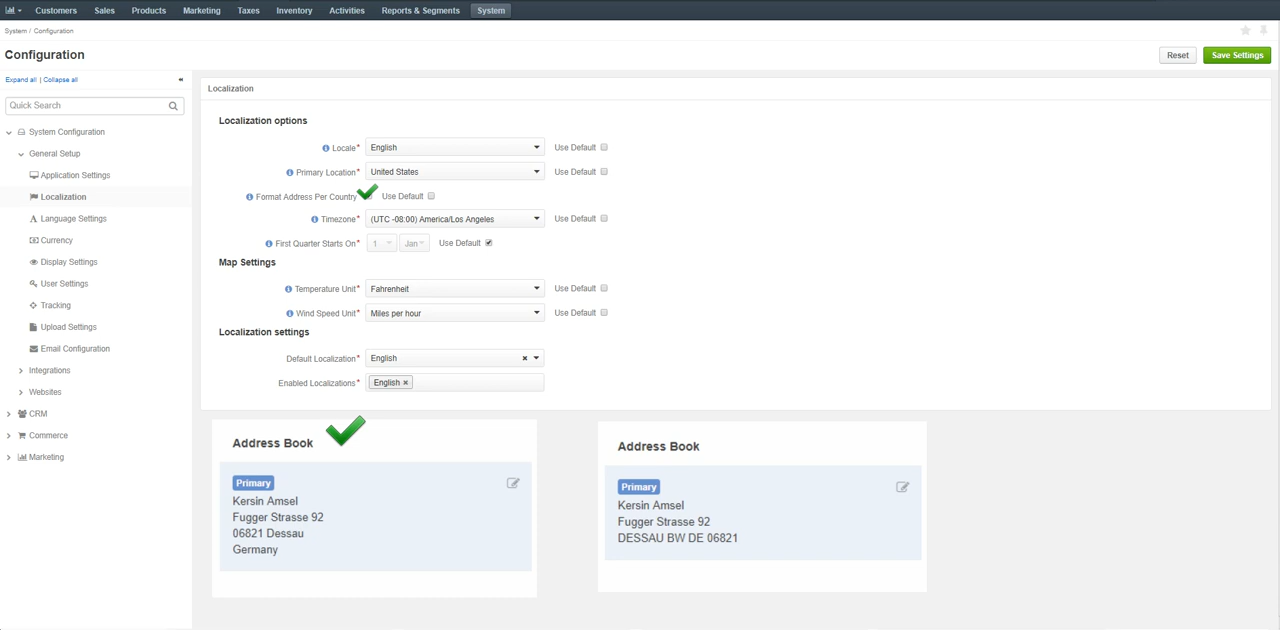 Customers Sales Products Marketing Taxes Inventory Activities Reports & Segments System
System / Configuration
Configuration
Reset Save Settings
Expand all | Collapse all
Quick Search
System Configuration
General Setup
Application Settings
Localization
Language Settings
Currency
Display Settings
User Settings
Tracking
Upload Settings
Email Configuration
Integrations
Websites
CRM
Commerce
Marketing
Localization
Localization options
Locale* English Use Default
Primary Location* United States Use Default
Format Address Per Country Use Default
Timezone* (UTC -08:00) America/Los Angeles Use Default
First Quarter Starts On* 1 Jan Use Default
Map Settings
Temperature Unit* Fahrenheit Use Default
Wind Speed Unit* Miles per hour Use Default
Localization settings
Default Localization* English
Enabled Localizations* English
Address Book
Primary
Kersin Amsel
Fugger Strasse 92
06821 Dessau
Germany
Address Book
Primary
Kersin Amsel
Fugger Strasse 92
DESSAU BW DE 06821